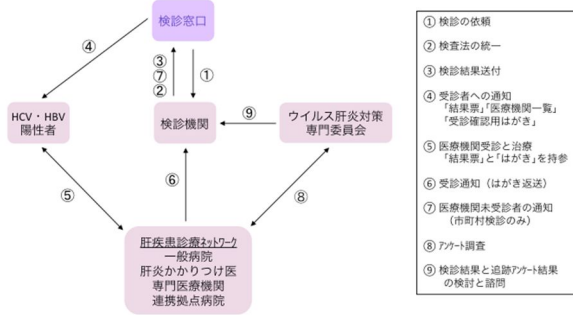 検診窓口
④
③
⑦
②
①
HCV・HBV
陽性者
検診機関
⑨
ウイルス肝炎対策
専門委員会
⑤
⑥
⑧
肝疾患診療ネットワーク
一般病院
肝炎かかりつけ医
専門医療機関
連携拠点病院
① 検診の依頼
② 検査法の統一
③ 検診結果送付
④ 受診者への通知
「結果票」「医療機関一覧」
「受診確認用はがき」
⑤ 医療機関受診と治療
「結果票」と「はがき」を持参
⑥ 受診通知（はがき返送）
⑦ 医療機関未受診者の通知
（市町村検診のみ）
⑧ ｱﾝｹｰﾄ調査
⑨ 検診結果と追跡ｱﾝｹｰﾄ結果
の検討と諮問